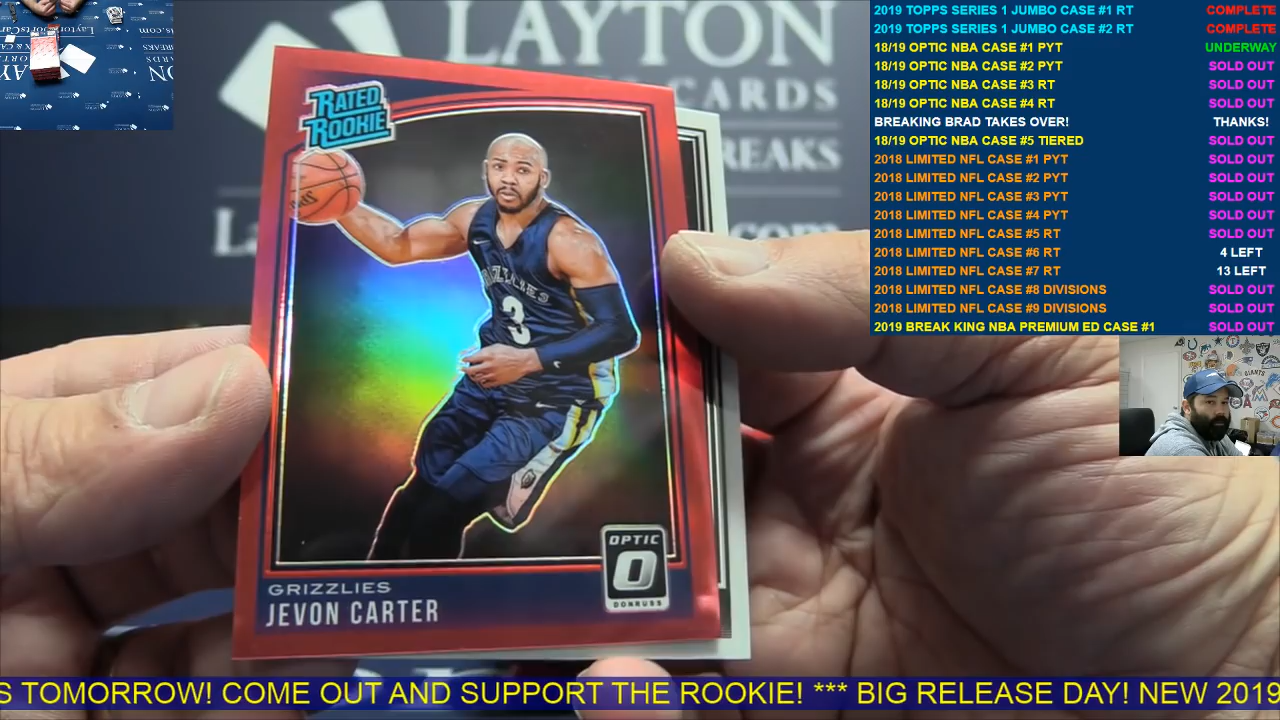 LAYTON
CARDS
BREAKS
RATED
ROOKIE
GRIZZLIES
3
OPTIC
O
DONRUSS
GRIZZLIES
JEVON CARTER
2019 TOPPS SERIES 1 JUMBO CASE #1 RT COMPLETE
2019 TOPPS SERIES 1 JUMBO CASE #2 RT COMPLETE
18/19 OPTIC NBA CASE #1 PYT UNDERWAY
18/19 OPTIC NBA CASE #2 PYT SOLD OUT
18/19 OPTIC NBA CASE #3 RT SOLD OUT
18/19 OPTIC NBA CASE #4 RT SOLD OUT
BREAKING BRAD TAKES OVER! THANKS!
18/19 OPTIC NBA CASE #5 TIERED SOLD OUT
2018 LIMITED NFL CASE #1 PYT SOLD OUT
2018 LIMITED NFL CASE #2 PYT SOLD OUT
2018 LIMITED NFL CASE #3 PYT SOLD OUT
2018 LIMITED NFL CASE #4 PYT SOLD OUT
2018 LIMITED NFL CASE #5 RT SOLD OUT
2018 LIMITED NFL CASE #6 RT 4 LEFT
2018 LIMITED NFL CASE #7 RT 13 LEFT
2018 LIMITED NFL CASE #8 DIVISIONS SOLD OUT
2018 LIMITED NFL CASE #9 DIVISIONS SOLD OUT
2019 BREAK KING NBA PREMIUM ED CASE #1 SOLD OUT
GIANTS
S TOMORROW! COME OUT AND SUPPORT THE ROOKIE! *** BIG RELEASE DAY! NEW 2019